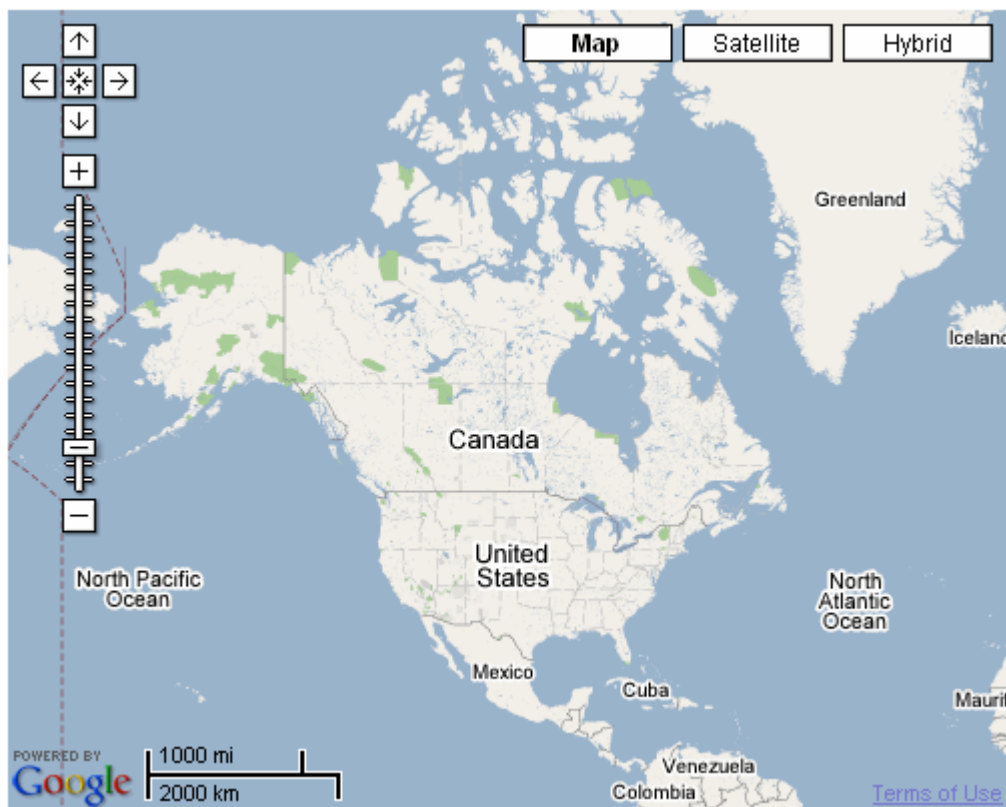 Map
Satellite
Hybrid
Greenland
Iceland
Canada
United
States
North Pacific
Ocean
North
Atlantic
Ocean
Mexico
Cuba
Maurit
Venezuela
Colombia
POWERED BY
Google
1000 mi
2000 km
Terms of Use